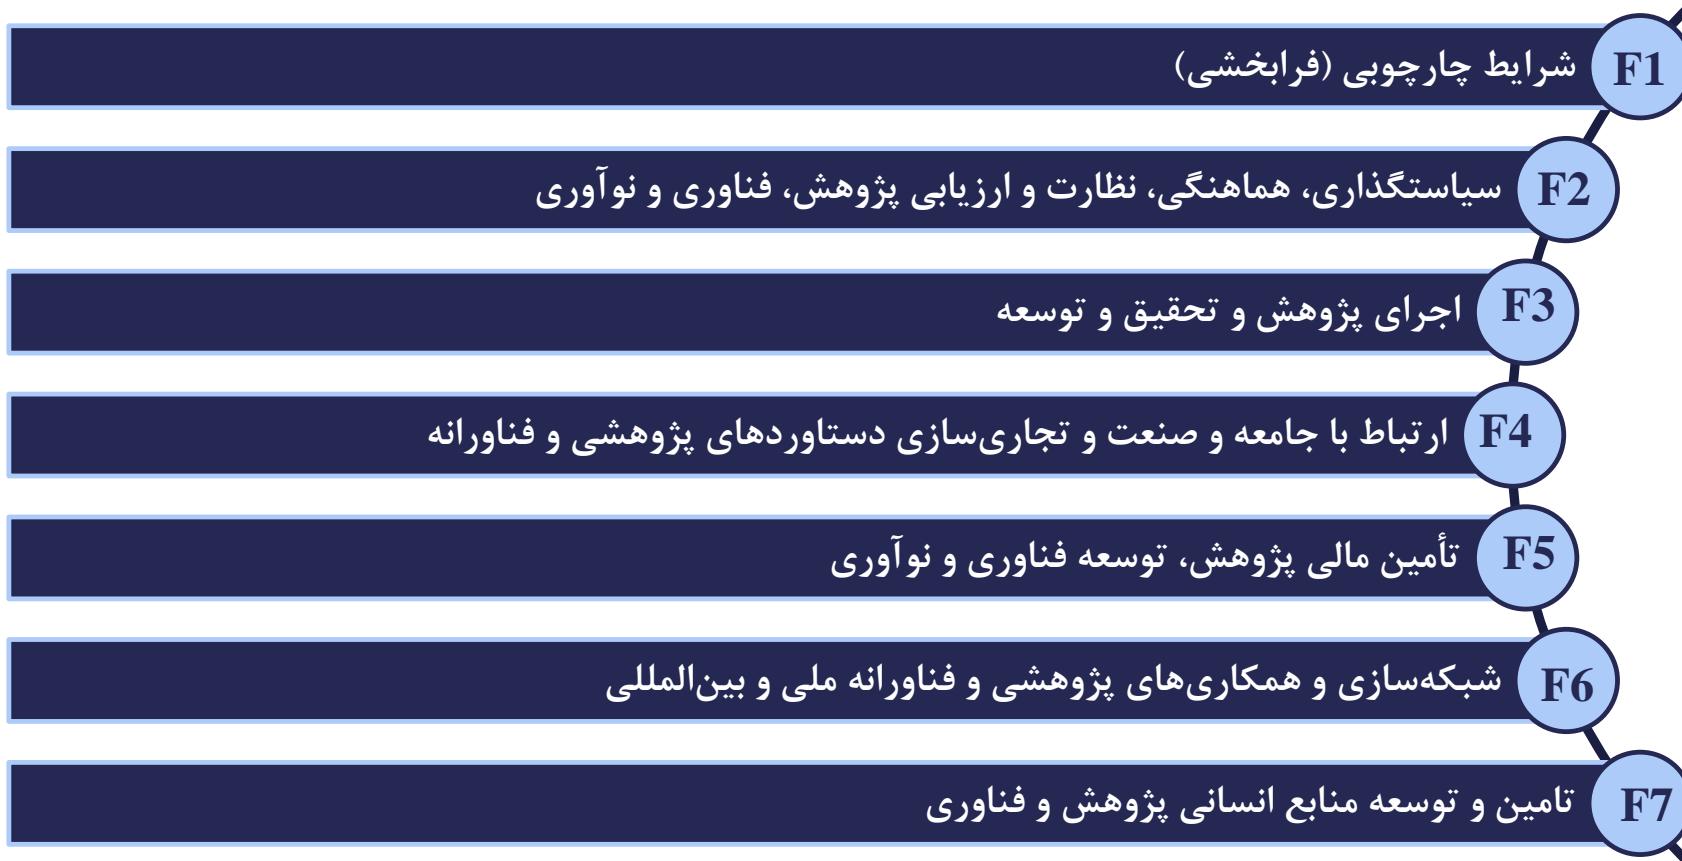 F1 شرایط چارچوبی (فرابخشی)
F2 سیاستگذاری، هماهنگی، نظارت و ارزیابی پژوهش، فناوری و نوآوری
F3 اجرای پژوهش و تحقیق و توسعه
F4 ارتباط با جامعه و صنعت و تجاری‌سازی دستاوردهای پژوهشی و فناورانه
F5 تأمین مالی پژوهش، توسعه فناوری و نوآوری
F6 شبکه‌سازی و همکاری‌های پژوهشی و فناورانه ملی و بین‌المللی
F7 تامین و توسعه منابع انسانی پژوهش و فناوری